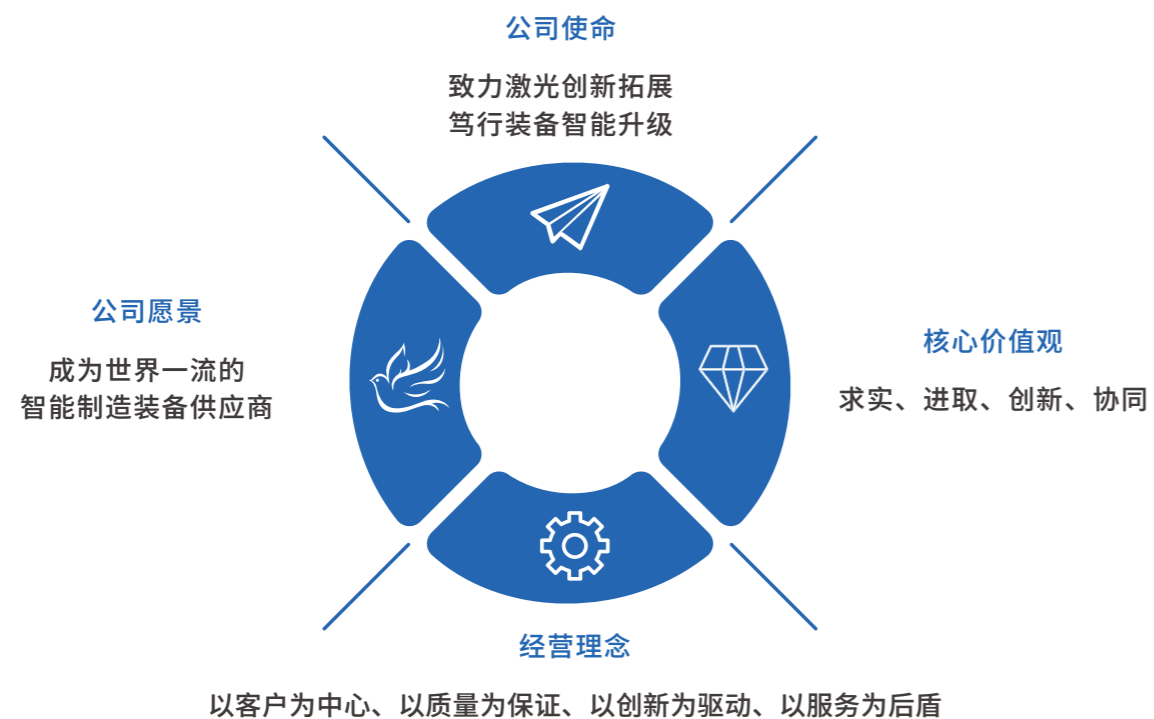 公司使命
致力激光创新拓展
笃行装备智能升级
公司愿景
成为世界一流的
智能制造装备供应商
核心价值观
求实、进取、创新、协同
经营理念
以客户为中心、以质量为保证、以创新为驱动、以服务为后盾